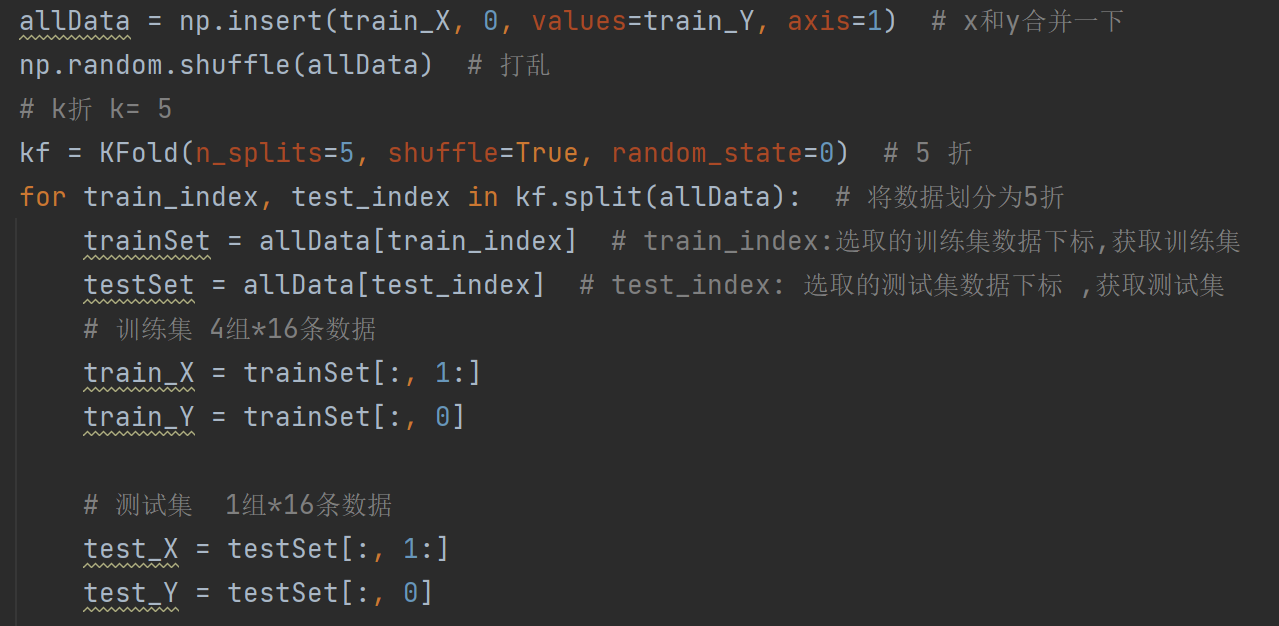 allData = np.insert(train_X, 0, values=train_Y, axis=1)  # x和y合并一下
np.random.shuffle(allData)  # 打乱
# k折 k= 5
kf = KFold(n_splits=5, shuffle=True, random_state=0)  # 5 折
for train_index, test_index in kf.split(allData):  # 将数据划分为5折
    trainSet = allData[train_index]  # train_index:选取的训练集数据下标,获取训练集
    testSet = allData[test_index]  # test_index: 选取的测试集数据下标 ,获取测试集
    # 训练集 4组*16条数据
    train_X = trainSet[:, 1:]
    train_Y = trainSet[:, 0]
    # 测试集  1组*16条数据
    test_X = testSet[:, 1:]
    test_Y = testSet[:, 0]